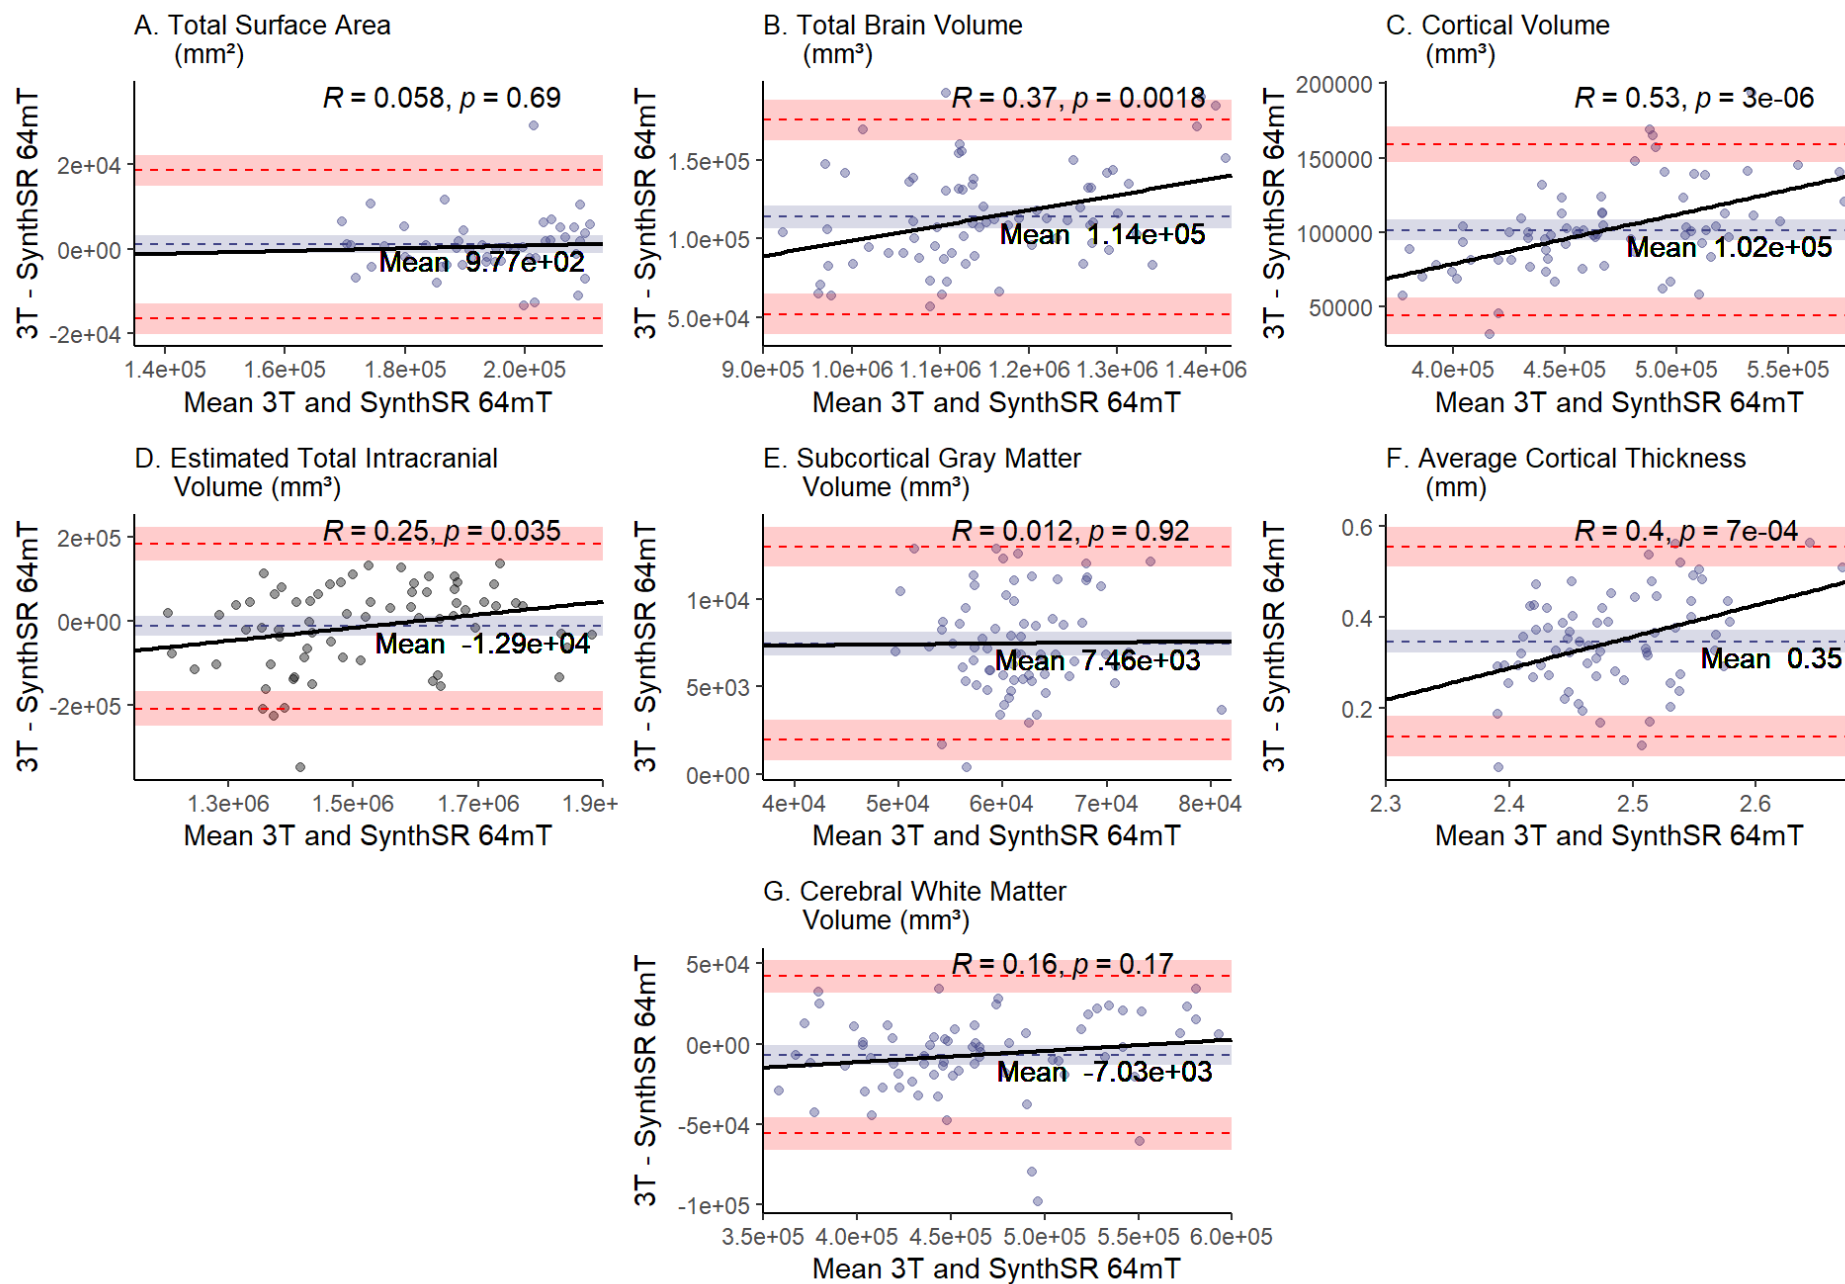 A. Total Surface Area
(mm²)
3T - SynthSR 64mT
R = 0.058, p = 0.69
2e+04
0e+00
-2e+04
Mean 9.77e+02
1.4e+05 1.6e+05 1.8e+05 2.0e+05
Mean 3T and SynthSR 64mT
B. Total Brain Volume
(mm³)
3T - SynthSR 64mT
R = 0.37, p = 0.0018
1.5e+05
1.0e+05
5.0e+04
Mean 1.14e+05
9.0e+05 1.0e+06 1.1e+06 1.2e+06 1.3e+06 1.4e+06
Mean 3T and SynthSR 64mT
C. Cortical Volume
(mm³)
3T - SynthSR 64mT
R = 0.53, p = 3e-06
200000
150000
100000
50000
Mean 1.02e+05
4.0e+05 4.5e+05 5.0e+05 5.5e+05
Mean 3T and SynthSR 64mT
D. Estimated Total Intracranial
Volume (mm³)
3T - SynthSR 64mT
R = 0.25, p = 0.035
2e+05
0e+00
-2e+05
Mean -1.29e+04
1.3e+06 1.5e+06 1.7e+06 1.9e+
Mean 3T and SynthSR 64mT
E. Subcortical Gray Matter
Volume (mm³)
3T - SynthSR 64mT
R = 0.012, p = 0.92
1e+04
5e+03
0e+00
Mean 7.46e+03
4e+04 5e+04 6e+04 7e+04 8e+04
Mean 3T and SynthSR 64mT
F. Average Cortical Thickness
(mm)
3T - SynthSR 64mT
R = 0.4, p = 7e-04
0.6
0.4
0.2
Mean 0.35
2.3 2.4 2.5 2.6
Mean 3T and SynthSR 64mT
G. Cerebral White Matter
Volume (mm³)
3T - SynthSR 64mT
R = 0.16, p = 0.17
5e+04
0e+00
-5e+04
-1e+05
Mean -7.03e+03
3.5e+05 4.0e+05 4.5e+05 5.0e+05 5.5e+05 6.0e+05
Mean 3T and SynthSR 64mT